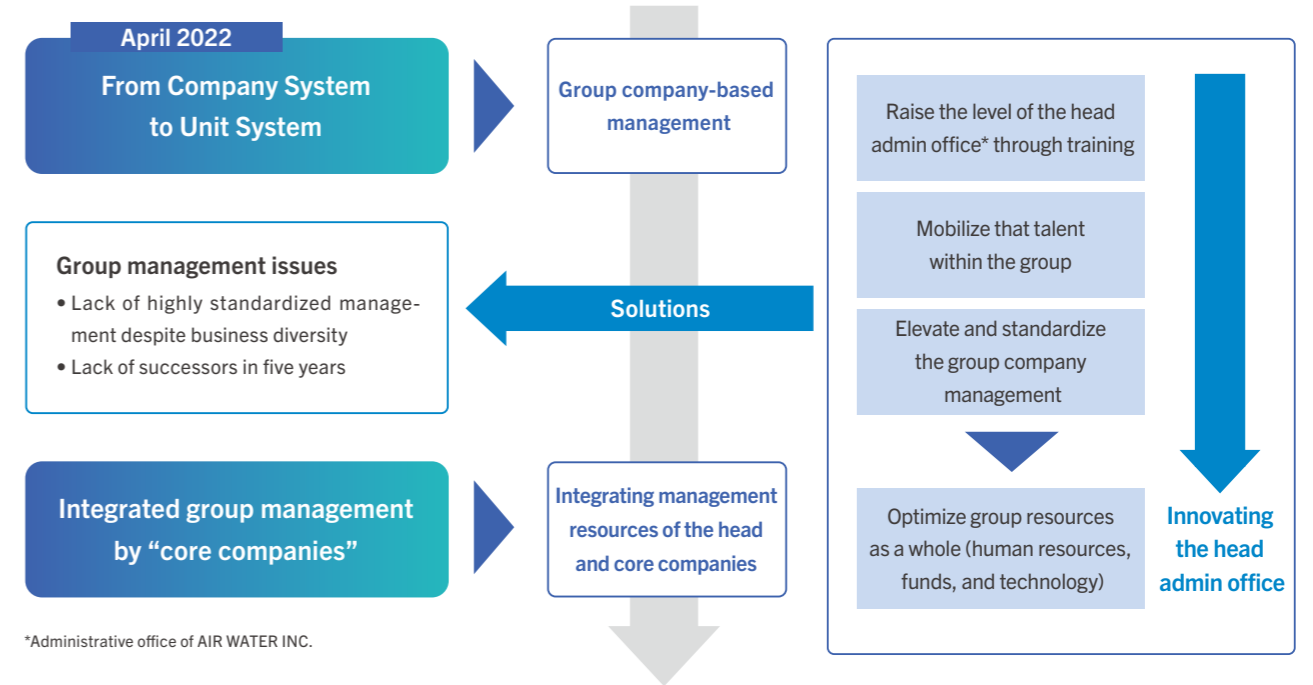 April 2022
From Company System
to Unit System
Group company-based
management
Group management issues
• Lack of highly standardized manage-
ment despite business diversity
• Lack of successors in five years
Solutions
Raise the level of the head
admin office* through training
Mobilize that talent
within the group
Elevate and standardize
the group company
management
Optimize group resources
as a whole (human resources,
funds, and technology)
Innovating
the head
admin office
Integrated group management
by “core companies”
Integrating management
resources of the head
and core companies
*Administrative office of AIR WATER INC.